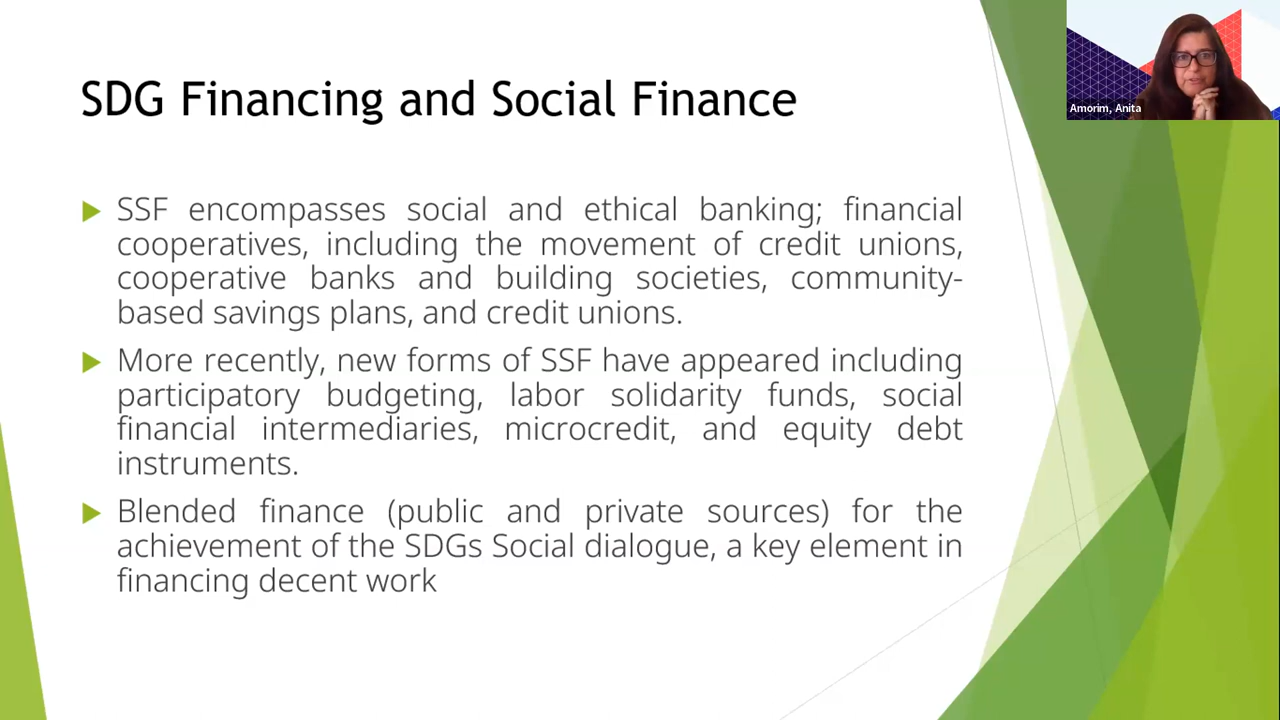 SDG Financing and Social Finance
Amorim, Anita
SSF encompasses social and ethical banking; financial
cooperatives, including the movement of credit unions,
cooperative banks and building societies, community-
based savings plans, and credit unions.
More recently, new forms of SSF have appeared including
participatory budgeting, labor solidarity funds, social
financial intermediaries, microcredit, and equity debt
instruments.
Blended finance (public and private sources) for the
achievement of the SDGs Social dialogue, a key element in
financing decent work